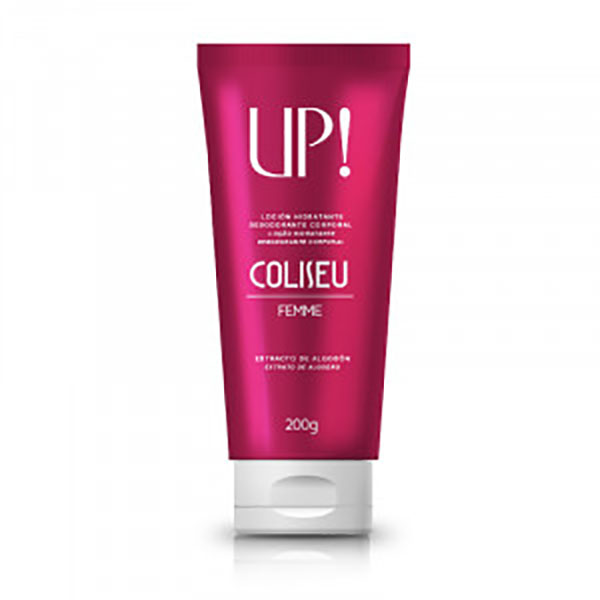 UP!
LOCIÓN HIDRATANTE
DESODORANTE CORPORAL
LOÇÃO HIDRATANTE
DESODORANTE CORPORAL
COLISEU
FEMME
EXTRACTO DE ALGODÓN
EXTRATO DE ALGODÃO
200g